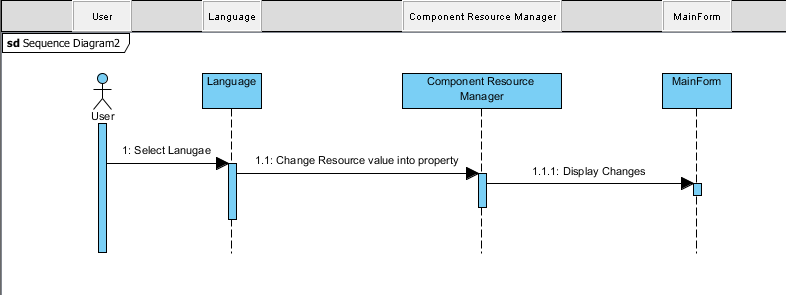 User
Language
Component Resource Manager
MainForm
sd Sequence Diagram2
Language
Component Resource
Manager
MainForm
User
1: Select Lanugae
1.1: Change Resource value into property
1.1.1: Display Changes